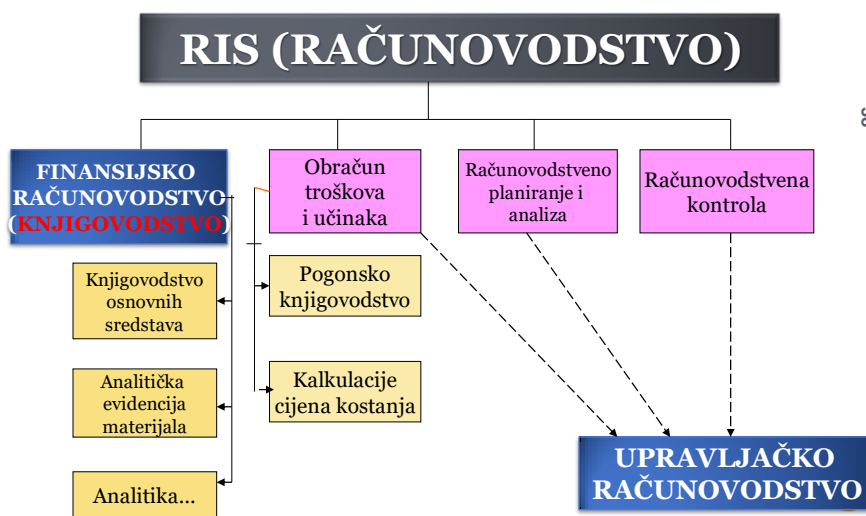 RIS (RAČUNOVODSTVO)
FINANSIJSKO
RAČUNOVODSTVO
(KNJIGOVODSTVO)
Obračun
troškova
i učinaka
Računovodstveno
planiranje i
analiza
Računovodstvena
kontrola
Knjigovodstvo
osnovnih
sredstava
Pogonsko
knjigovodstvo
Analitička
evidencija
materijala
Kalkulacije
cijena kostanja
Analitika...
UPRAVLJAČKO
RAČUNOVODSTVO